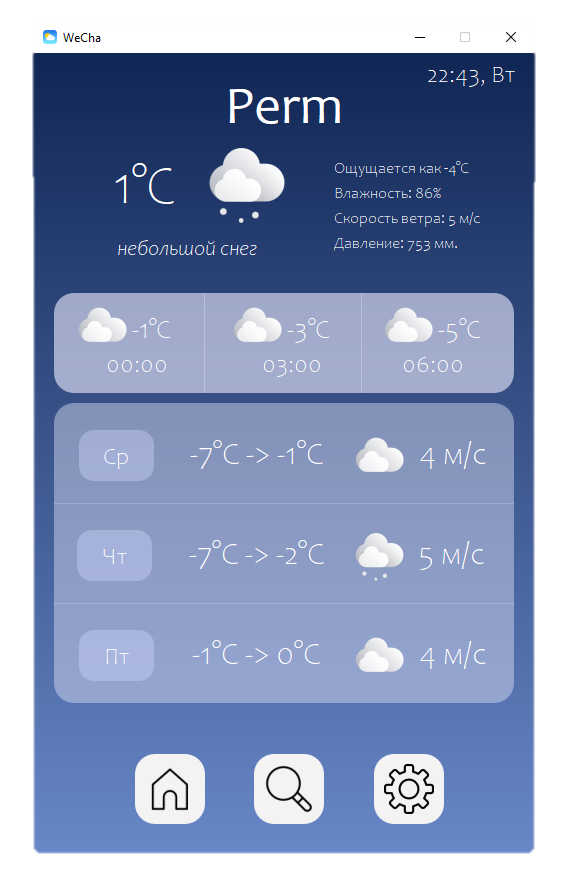 WeCha
22:43, Вт
Perm
1°C
небольшой снег
Ощущается как -4°C
Влажность: 86%
Скорость ветра: 5 м/с
Давление: 753 мм.
-1°C -3°C -5°C
00:00 03:00 06:00
Ср -7°C -> -1°C 4 м/с
Чт -7°C -> -2°C 5 м/с
Пт -1°C -> 0°C 4 м/с